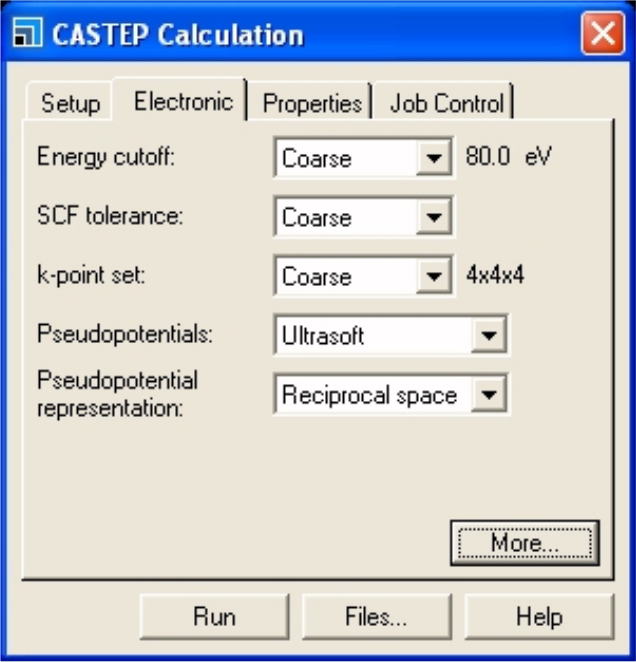 CASTEP Calculation
Setup Electronic Properties Job Control
Energy cutoff: Coarse 80.0 eV
SCF tolerance: Coarse
k-point set: Coarse 4x4x4
Pseudopotentials: Ultrasoft
Pseudopotential
representation: Reciprocal space
More...
Run Files... Help